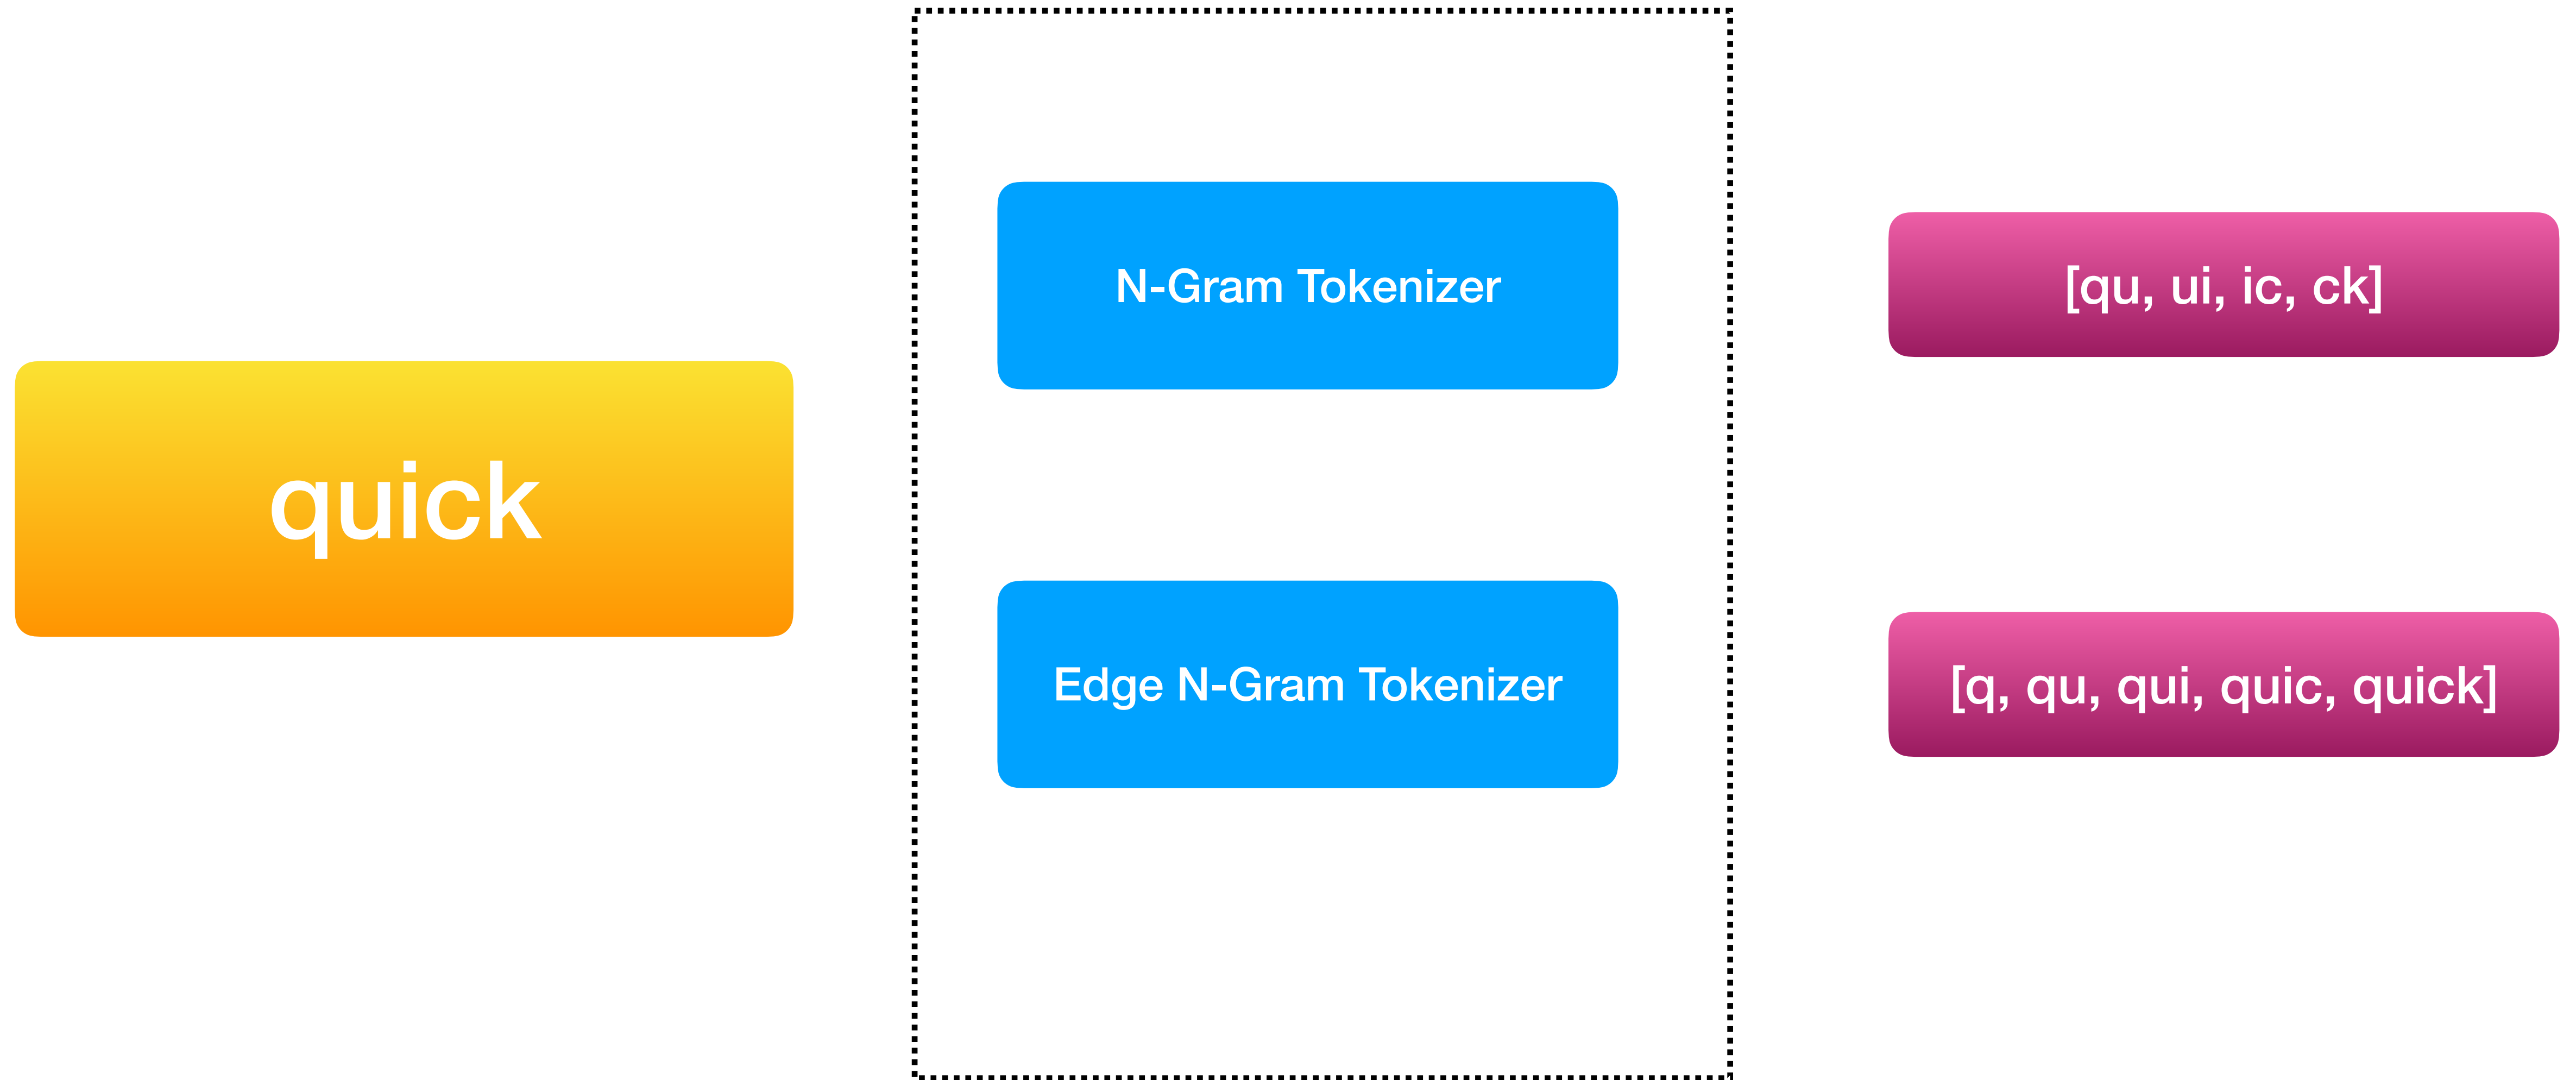 quick
N-Gram Tokenizer
[qu, ui, ic, ck]
Edge N-Gram Tokenizer
[q, qu, qui, quic, quick]